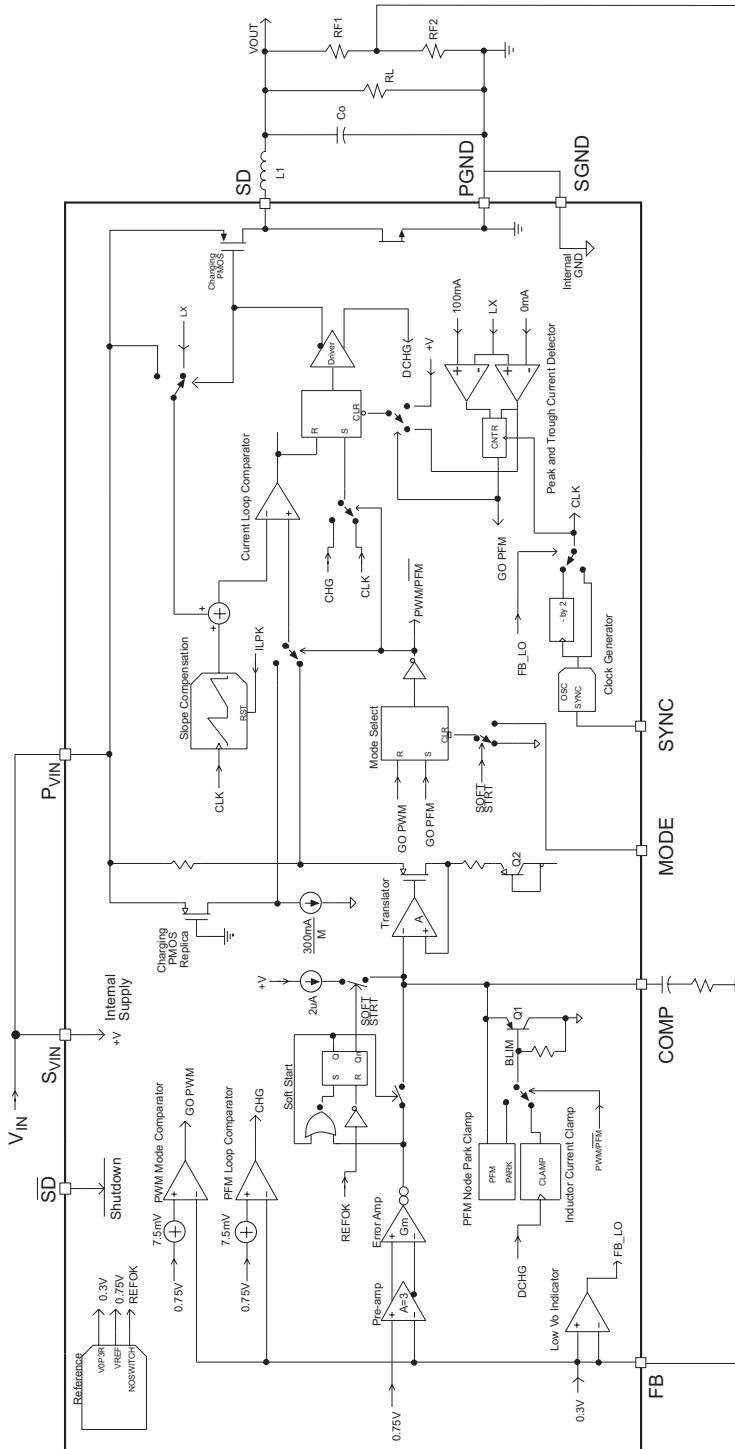 V_IN
SD
S_VIN
P_VIN
Reference
V0P3R
VREF
NOSWITCH
0.3V
0.75V
REFOK
Shutdown
+V
Internal
Supply
PWM Mode Comparator
7.5mV
0.75V
+
-
GO PWM
PFM Loop Comparator
7.5mV
0.75V
+
-
CHG
Charging
PMOS
Replica
300mA
M
CLK
Slope Compensation
RST
ILPK
+
+
LX
Changing
PMOS
Current Loop Comparator
-
+
Soft Start
REFOK
S
R
Q
Qn
+V
2uA
SOFT
STRT
CHG
CLK
R
S
CLR
Driver
DCHG
+V
SD
L1
VOUT
Co
RL
RF1
RF2
0.75V
Pre-amp
A=3
+
-
Error Amp
Gm
+
-
Translator
A
-
+
Q2
GO PWM
GO PFM
Mode Select
R
S
CLR
SOFT
STRT
PWM/PFM
CNTR
+
-
+
-
100mA
LX
0mA
GO PFM
Peak and Trough Current Detector
PGND
PFM Node Park Clamp
PFM
PARK
CLAMP
DCHG
Inductor Current Clamp
PWM/PFM
BLIM
Q1
FB_LO
OSC
SYNC
- by 2
CLK
Clock Generator
Internal
GND
SGND
0.3V
Low Vo Indicator
+
-
FB_LO
FB
COMP
MODE
SYNC